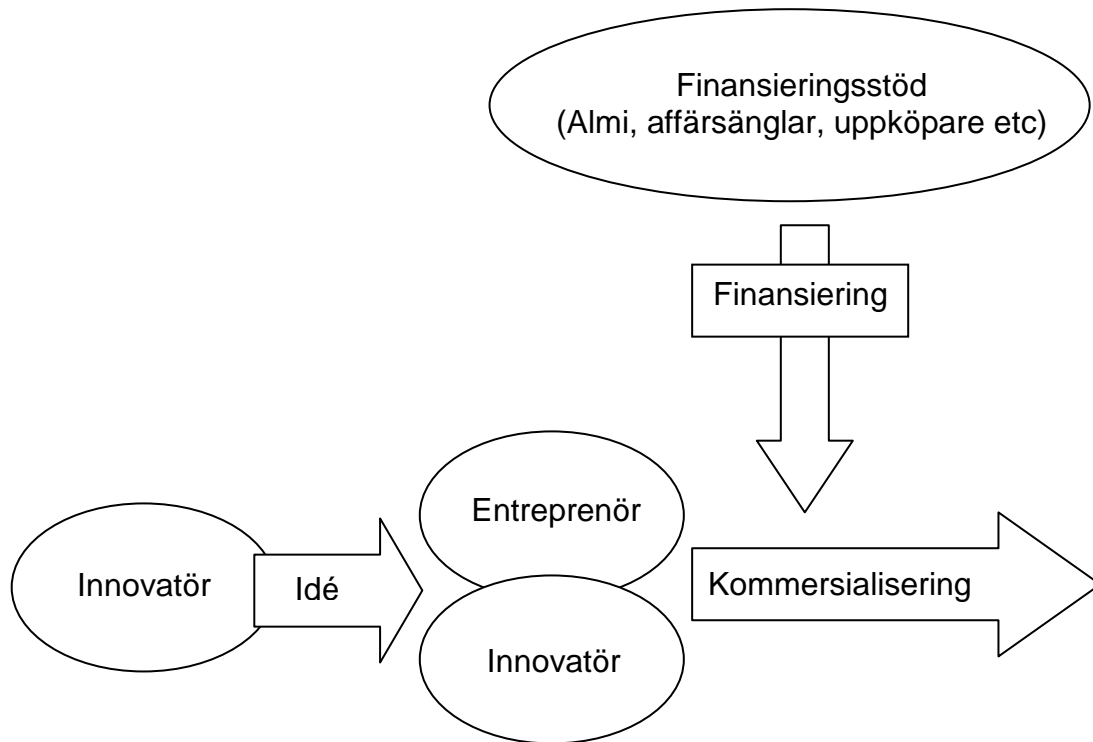 Finansieringsstöd
(Almi, affärsänglar, uppköpare etc)
Finansiering
Entreprenör
Innovatör
Idé
Kommersialisering
Innovatör